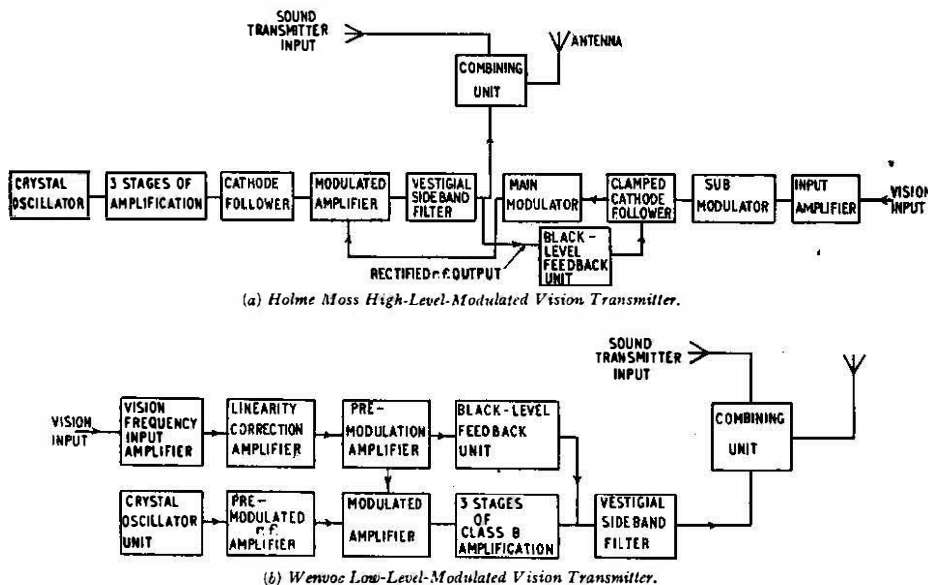 SOUND
TRANSMITTER
INPUT
ANTENNA
COMBINING
UNIT
CRYSTAL
OSCILLATOR
3 STAGES OF
AMPLIFICATION
CATHODE
FOLLOWER
MODULATED
AMPLIFIER
VESTIGIAL
SIDEBAND
FILTER
MAIN
MODULATOR
CLAMPED
CATHODE
FOLLOWER
SUB
MODULATOR
INPUT
AMPLIFIER
VISION
INPUT
BLACK-
LEVEL
FEEDBACK
UNIT
RECTIFIED r.f. OUTPUT
(a) Holme Moss High-Level-Modulated Vision Transmitter.
SOUND
TRANSMITTER
INPUT
VISION
INPUT
VISION
FREQUENCY
INPUT
AMPLIFIER
LINEARITY
CORRECTION
AMPLIFIER
PRE-
MODULATION
AMPLIFIER
BLACK-LEVEL
FEEDBACK
UNIT
COMBINING
UNIT
CRYSTAL
OSCILLATOR
UNIT
PRE-
MODULATED
r.f.
AMPLIFIER
MODULATED
AMPLIFIER
3 STAGES
OF
CLASS B
AMPLIFICATION
VESTIGIAL
SIDEBAND
FILTER
(b) Wenvoe Low-Level-Modulated Vision Transmitter.